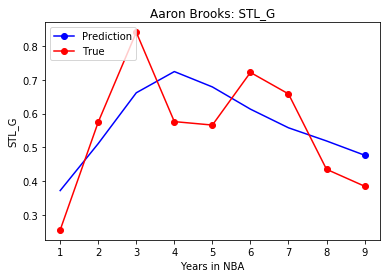 Aaron Brooks: STL_G
Prediction
True
STL_G
0.8
0.7
0.6
0.5
0.4
0.3
1 2 3 4 5 6 7 8 9
Years in NBA